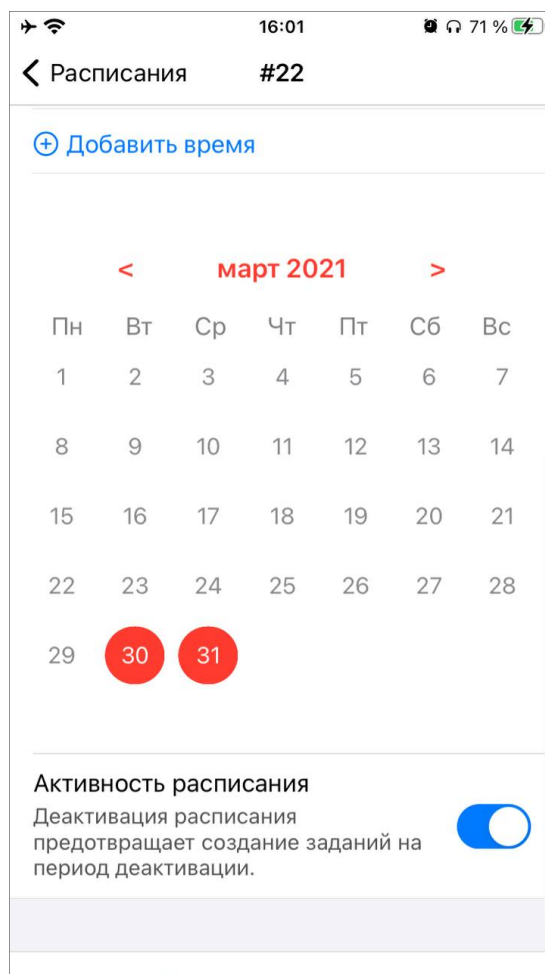 16:01 71 %
Расписания #22
Добавить время
< март 2021 >
Пн Вт Ср Чт Пт Сб Вс
1 2 3 4 5 6 7
8 9 10 11 12 13 14
15 16 17 18 19 20 21
22 23 24 25 26 27 28
29 30 31
Активность расписания
Деактивация расписания
предотвращает создание заданий на
период деактивации.